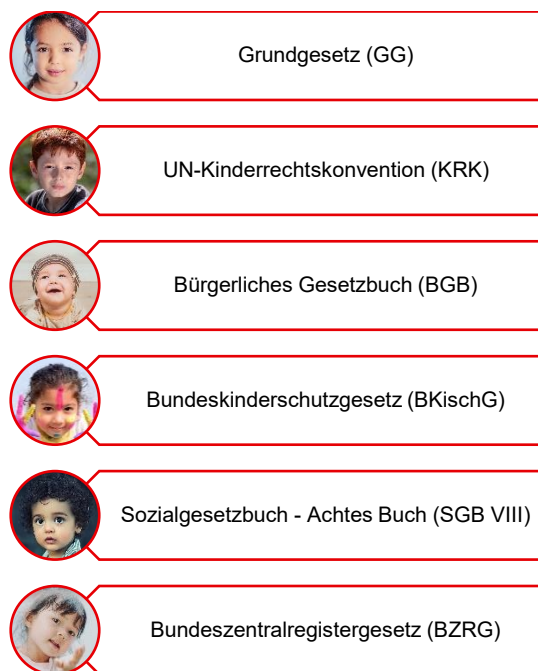 Grundgesetz (GG)
UN-Kinderrechtskonvention (KRK)
Bürgerliches Gesetzbuch (BGB)
Bundeskinderschutzgesetz (BKischG)
Sozialgesetzbuch - Achtes Buch (SGB VIII)
Bundeszentralregistergesetz (BZRG)